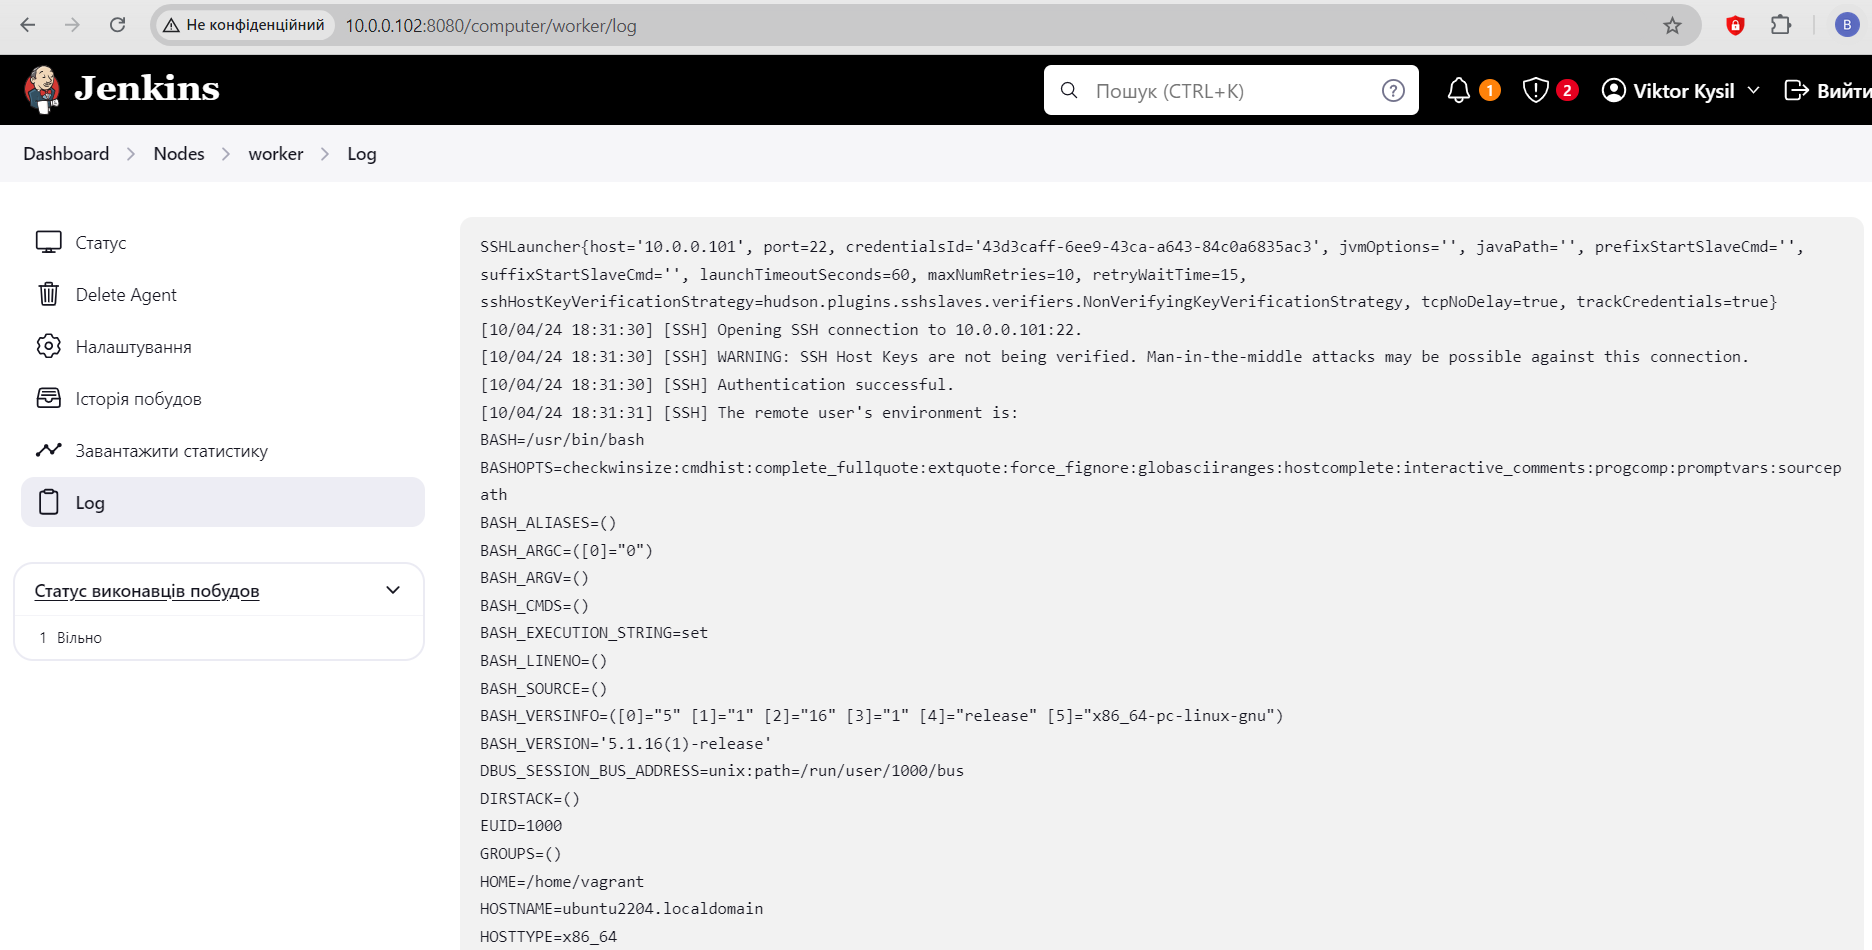 Не конфіденційний
10.0.0.102:8080/computer/worker/log
B
Jenkins
Пошук (CTRL+K)
?
1
2
Viktor Kysil
Вийти
Dashboard
Nodes
worker
Log
Статус
Delete Agent
Налаштування
Історія побудов
Завантажити статистику
Log
Статус виконавців побудов
1 Вільно
SSHLauncher{host='10.0.0.101', port=22, credentialsId='43d3caff-6ee9-43ca-a643-84c0a6835ac3', jvmOptions='', javaPath='', prefixStartSlaveCmd='',
suffixStartSlaveCmd='', launchTimeoutSeconds=60, maxNumRetries=10, retryWaitTime=15,
sshHostKeyVerificationStrategy=hudson.plugins.sshslaves.verifiers.NonVerifyingKeyVerificationStrategy, tcpNoDelay=true, trackCredentials=true}
[10/04/24 18:31:30] [SSH] Opening SSH connection to 10.0.0.101:22.
[10/04/24 18:31:30] [SSH] WARNING: SSH Host Keys are not being verified. Man-in-the-middle attacks may be possible against this connection.
[10/04/24 18:31:30] [SSH] Authentication successful.
[10/04/24 18:31:31] [SSH] The remote user's environment is:
BASH=/usr/bin/bash
BASHOPTS=checkwinsize:cmdhist:complete_fullquote:extquote:force_fignore:globasciiranges:hostcomplete:interactive_comments:progcomp:promptvars:sourcep
ath
BASH_ALIASES=()
BASH_ARGC=([0]="0")
BASH_ARGV=()
BASH_CMDS=()
BASH_EXECUTION_STRING=set
BASH_LINENO=()
BASH_SOURCE=()
BASH_VERSINFO=([0]="5" [1]="1" [2]="16" [3]="1" [4]="release" [5]="x86_64-pc-linux-gnu")
BASH_VERSION='5.1.16(1)-release'
DBUS_SESSION_BUS_ADDRESS=unix:path=/run/user/1000/bus
DIRSTACK=()
EUID=1000
GROUPS=()
HOME=/home/vagrant
HOSTNAME=ubuntu2204.localdomain
HOSTTYPE=x86_64